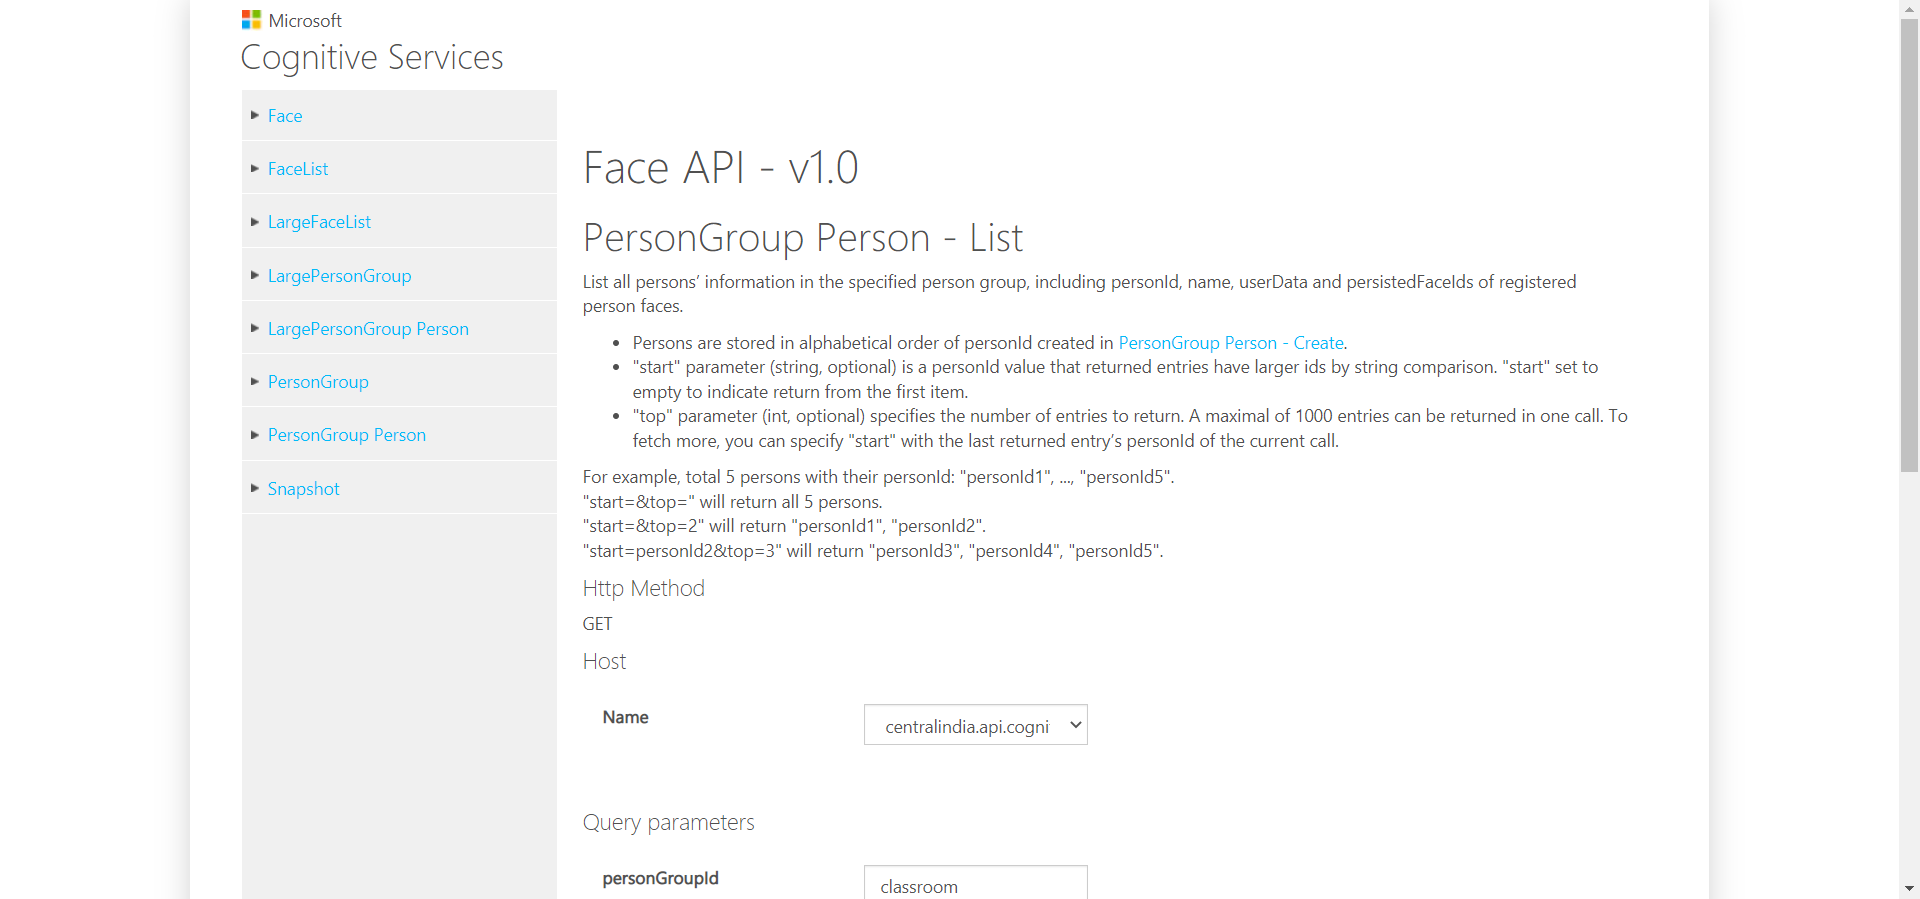 Microsoft
Cognitive Services
Face
FaceList
LargeFaceList
LargePersonGroup
LargePersonGroup Person
PersonGroup
PersonGroup Person
Snapshot
Face API - v1.0
PersonGroup Person - List
List all persons’ information in the specified person group, including personId, name, userData and persistedFaceIds of registered
person faces.
Persons are stored in alphabetical order of personId created in PersonGroup Person - Create.
"start" parameter (string, optional) is a personId value that returned entries have larger ids by string comparison. "start" set to
empty to indicate return from the first item.
"top" parameter (int, optional) specifies the number of entries to return. A maximal of 1000 entries can be returned in one call. To
fetch more, you can specify "start" with the last returned entry’s personId of the current call.
For example, total 5 persons with their personId: "personId1", ..., "personId5".
"start=&top=" will return all 5 persons.
"start=&top=2" will return "personId1", "personId2".
"start=personId2&top=3" will return "personId3", "personId4", "personId5".
Http Method
GET
Host
Name
centralindia.api.cogni
Query parameters
personGroupId
classroom